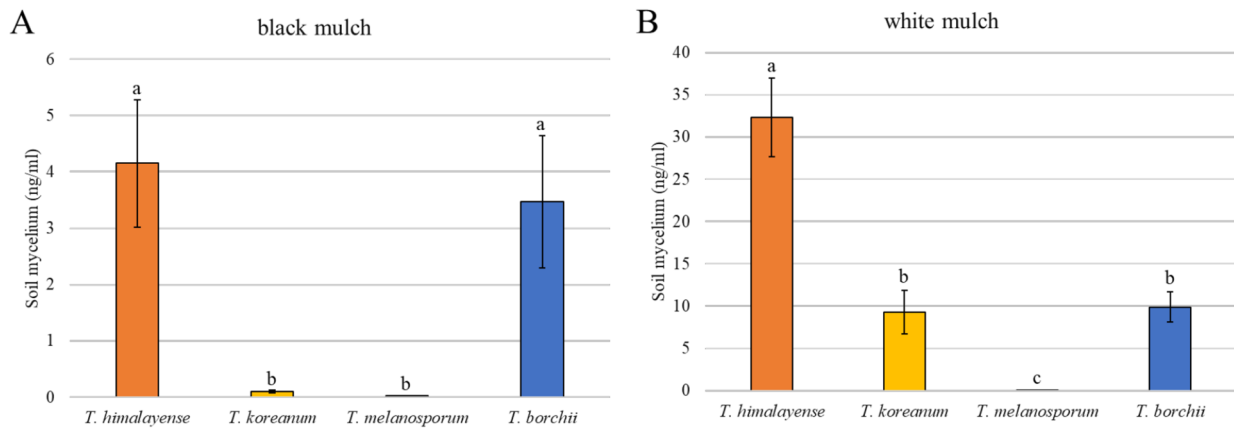 A
black mulch
Soil mycelium (ng/ml)
6
5
4
3
2
1
0
a
b
b
a
T. himalayense
T. koreanum
T. melanosporum
T. borchii
B
white mulch
Soil mycelium (ng/ml)
40
35
30
25
20
15
10
5
0
a
b
c
b
T. himalayense
T. koreanum
T. melanosporum
T. borchii